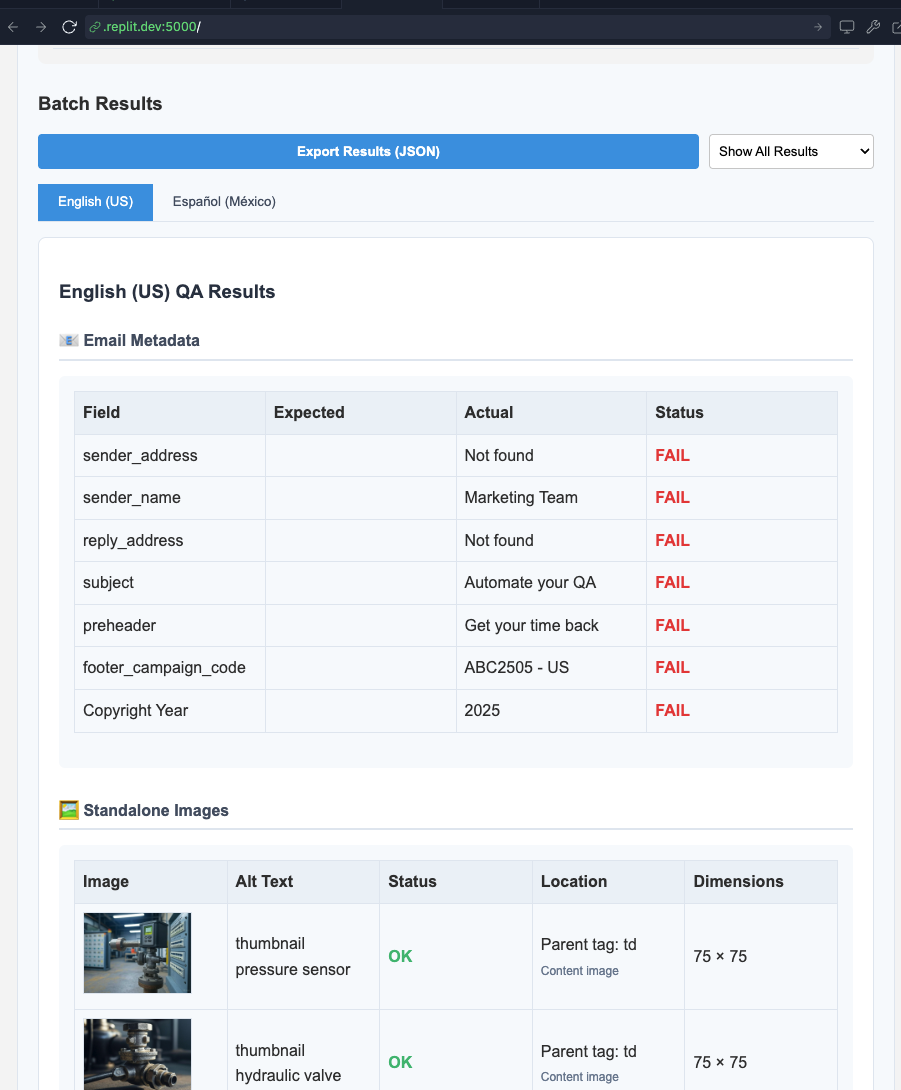 .replit.dev:5000/
Batch Results
Export Results (JSON)
Show All Results
English (US)
Español (México)
English (US) QA Results
📧 Email Metadata
Field Expected Actual Status
sender_address Not found FAIL
sender_name Marketing Team FAIL
reply_address Not found FAIL
subject Automate your QA FAIL
preheader Get your time back FAIL
footer_campaign_code ABC2505 - US FAIL
Copyright Year 2025 FAIL
🖼️ Standalone Images
Image Alt Text Status Location Dimensions
thumbnail
pressure sensor
OK
Parent tag: td
Content image
75 × 75
thumbnail
hydraulic valve
OK
Parent tag: td
Content image
75 × 75